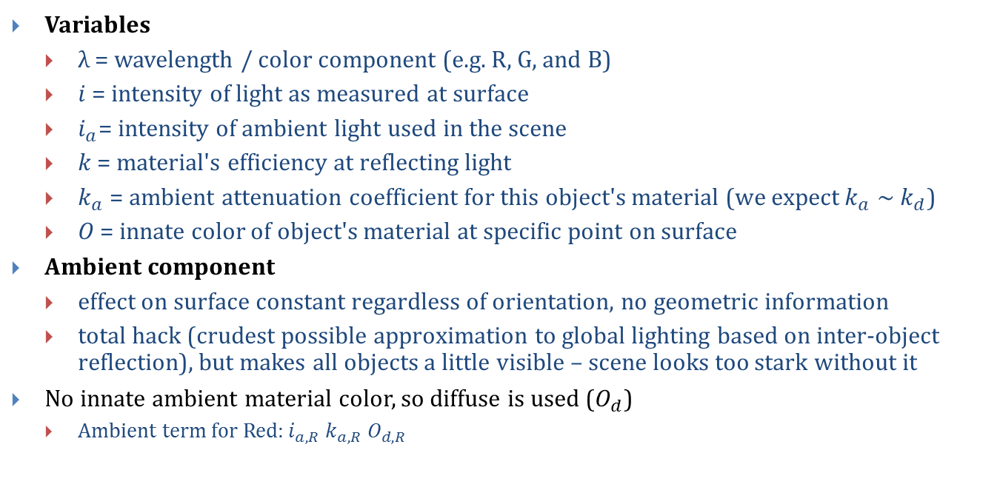 Variables
λ = wavelength / color component (e.g. R, G, and B)
i = intensity of light as measured at surface
iₐ= intensity of ambient light used in the scene
k = material's efficiency at reflecting light
kₐ = ambient attenuation coefficient for this object's material (we expect kₐ ~ k_d)
O = innate color of object's material at specific point on surface
Ambient component
effect on surface constant regardless of orientation, no geometric information
total hack (crudest possible approximation to global lighting based on inter-object
reflection), but makes all objects a little visible – scene looks too stark without it
No innate ambient material color, so diffuse is used (O_d)
Ambient term for Red: i_{a,R} k_{a,R} O_{d,R}